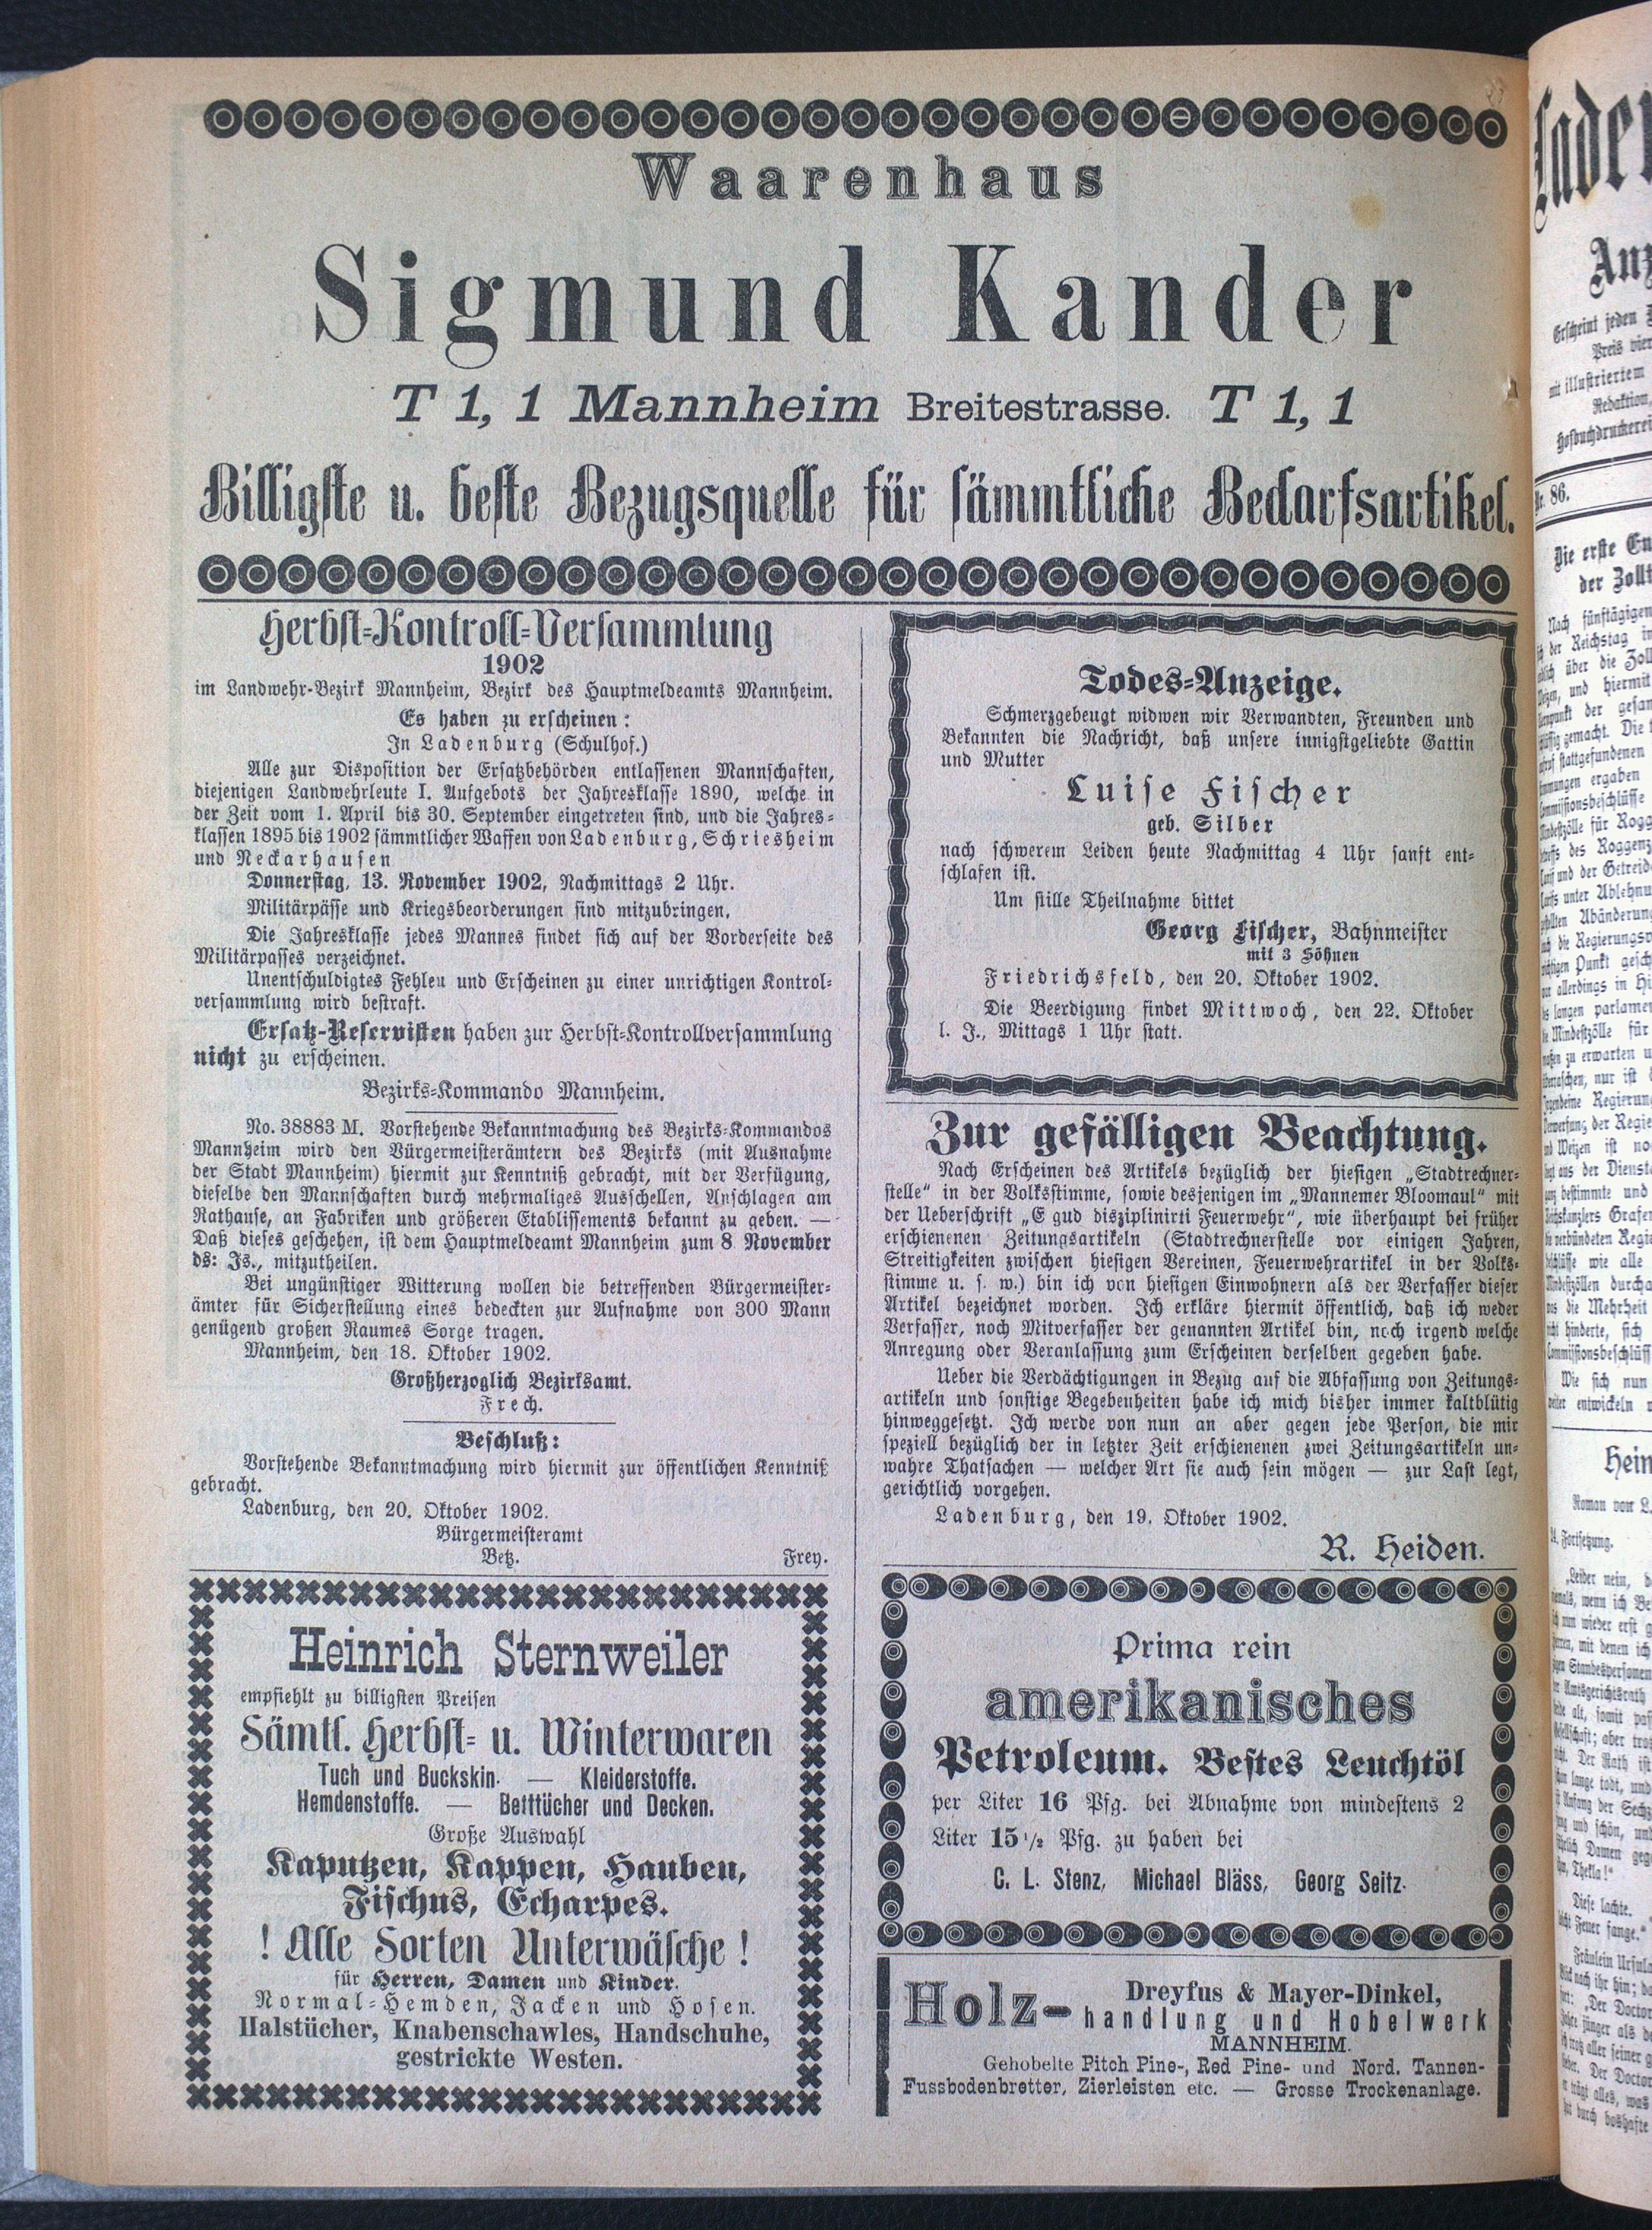 Waarenhaus
Sigmund Kander
T 1, 1 Mannheim Breitestrasse. T 1, 1
Billigste u. beste Bezugsquelle für sämmtliche Bedarfsartikel.
Herbst-Kontroll-Versammlung
1902
im Landwehr-Bezirk Mannheim, Bezirk des Hauptmeldeamts Mannheim.
Es haben zu erscheinen:
In Ladenburg (Schulhof.)
Alle zur Disposition der Ersatzbehörden entlassenen Mannschaften,
diejenigen Landwehrleute I. Aufgebots der Jahresklasse 1890, welche in
der Zeit vom 1. April bis 30. September eingetreten sind, und die Jahres-
klassen 1895 bis 1902 sämmtlicher Waffen von Ladenburg, Schriesheim
und Neckarhausen
Donnerstag, 13. November 1902, Nachmittags 2 Uhr.
Militärpässe und Kriegsbeorderungen sind mitzubringen.
Die Jahresklasse jedes Mannes findet sich auf der Vorderseite des
Militärpasses verzeichnet.
Unentschuldigtes Fehleu und Erscheinen zu einer unrichtigen Kontrol-
versammlung wird bestraft.
Ersatz-Reservisten haben zur Herbst-Kontrollversammlung
nicht zu erscheinen.
Bezirks-Kommando Mannheim.
No. 38883 M. Vorstehende Bekanntmachung des Bezirks-Kommandos
Mannheim wird den Bürgermeisterämtern des Bezirks (mit Ausnahme
der Stadt Mannheim) hiermit zur Kenntniß gebracht, mit der Verfügung,
dieselbe den Mannschaften durch mehrmaliges Ausschellen, Anschlagen am
Rathause, an Fabriken und größeren Etablissements bekannt zu geben. —
Daß dieses geschehen, ist dem Hauptmeldeamt Mannheim zum 8 November
ds: Js., mitzutheilen.
Bei ungünstiger Witterung wollen die betreffenden Bürgermeister-
ämter für Sicherstellung eines bedeckten zur Aufnahme von 300 Mann
genügend großen Raumes Sorge tragen.
Mannheim, den 18. Oktober 1902.
Großherzoglich Bezirksamt.
Frech.
Beschluß:
Vorstehende Bekanntmachung wird hiermit zur öffentlichen Kenntniß
gebracht.
Ladenburg, den 20. Oktober 1902.
Bürgermeisteramt
Betz. Frey.
Heinrich Sternweiler
empfiehlt zu billigsten Preisen
Sämtl. Herbst- u. Winterwaren
Tuch und Buckskin. — Kleiderstoffe.
Hemdenstoffe. — Betttücher und Decken.
Große Auswahl
Kaputzen, Kappen, Hauben,
Fischus, Echarpes.
! Alle Sorten Unterwäsche !
für Herren, Damen und Kinder.
Normal-Hemden, Jacken und Hosen.
Halstücher, Knabenschawles, Handschuhe,
gestrickte Westen.
Todes-Anzeige.
Schmerzgebeugt widwen wir Verwandten, Freunden und
Bekannten die Nachricht, daß unsere innigstgeliebte Gattin
und Mutter
Luise Fischer
geb. Silber
nach schwerem Leiden heute Nachmittag 4 Uhr sanft ent-
schlafen ist.
Um stille Theilnahme bittet
Georg Fischer, Bahnmeister
mit 3 Söhnen
Friedrichsfeld, den 20. Oktober 1902.
Die Beerdigung findet Mittwoch, den 22. Oktober
l. J., Mittags 1 Uhr statt.
Zur gefälligen Beachtung.
Nach Erscheinen des Artikels bezüglich der hiesigen „Stadtrechner-
stelle“ in der Volksstimme, sowie desjenigen im „Mannemer Bloomaul“ mit
der Ueberschrift „E gud disziplinirti Feuerwehr“, wie überhaupt bei früher
erschienenen Zeitungsartikeln (Stadtrechnerstelle vor einigen Jahren,
Streitigkeiten zwischen hiesigen Vereinen, Feuerwehrartikel in der Volks-
stimme u. s. w.) bin ich von hiesigen Einwohnern als der Verfasser dieser
Artikel bezeichnet worden. Ich erkläre hiermit öffentlich, daß ich weder
Verfasser, noch Mitverfasser der genannten Artikel bin, noch irgend welche
Anregung oder Veranlassung zum Erscheinen derselben gegeben habe.
Ueber die Verdächtigungen in Bezug auf die Abfassung von Zeitungs-
artikeln und sonstige Begebenheiten habe ich mich bisher immer kaltblütig
hinweggesetzt. Ich werde von nun an aber gegen jede Person, die mir
speziell bezüglich der in letzter Zeit erschienenen zwei Zeitungsartikeln un-
wahre Thatsachen — welcher Art sie auch sein mögen — zur Last legt,
gerichtlich vorgehen.
Ladenburg, den 19. Oktober 1902.
R. Heiden.
Prima rein
amerikanisches
Petroleum. Bestes Leuchtöl
per Liter 16 Pfg. bei Abnahme von mindestens 2
Liter 15 1/2 Pfg. zu haben bei
C. L. Stenz, Michael Bläss, Georg Seitz.
Dreyfus & Mayer-Dinkel,
Holz-handlung und Hobelwerk
MANNHEIM.
Gehobelte Pitch Pine-, Red Pine- und Nord. Tannen-
Fussbodenbretter, Zierleisten etc. — Grosse Trockenanlage.
Erscheint jeden
Preis
mit illustriertem
Redaktion,
Nr. 86.
Die erste
Nach fünftägigen
der Reichstag
über die
und hiermit
Roman von
Fortsetzung.